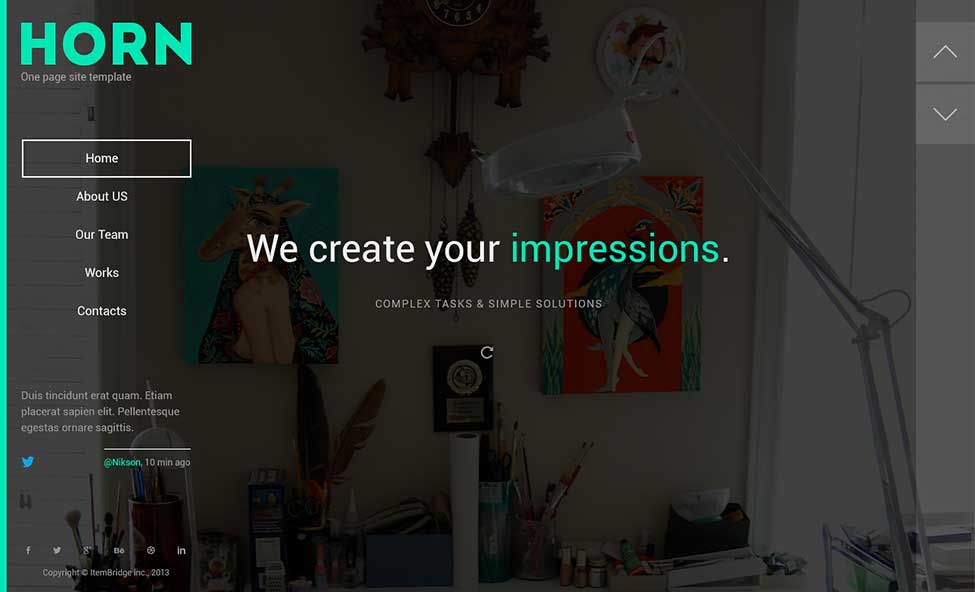 HORN
One page site template
Home
About US
Our Team
Works
Contacts
We create your impressions.
COMPLEX TASKS & SIMPLE SOLUTIONS
Duis tincidunt erat quam. Etiam
placerat sapien elit. Pellentesque
egestas ornare sagittis.
@Nikson, 10 min ago
Copyright © ItemBridge Inc., 2013